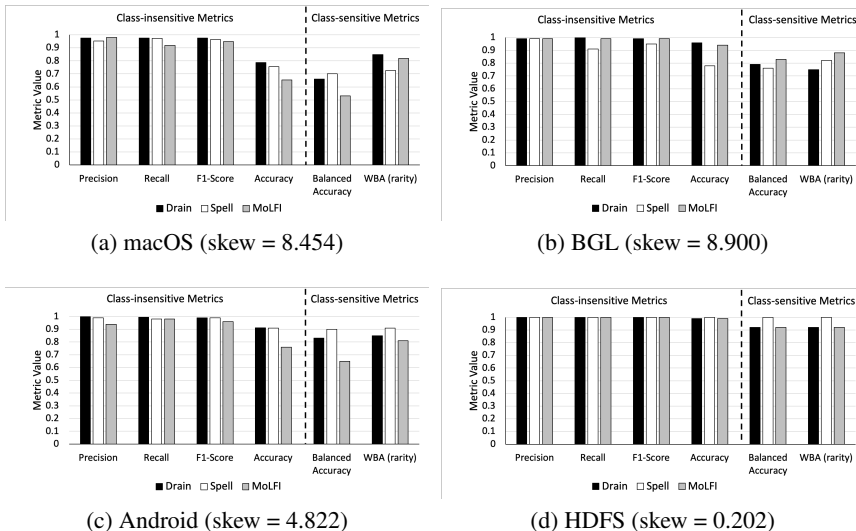 Class-insensitive Metrics Class-sensitive Metrics
Metric Value
1
0.9
0.8
0.7
0.6
0.5
0.4
0.3
0.2
0.1
0
Precision Recall F1-Score Accuracy Balanced Accuracy WBA (rarity)
Drain Spell MoLFI
(a) macOS (skew = 8.454)
Class-insensitive Metrics Class-sensitive Metrics
Metric Value
1
0.9
0.8
0.7
0.6
0.5
0.4
0.3
0.2
0.1
0
Precision Recall F1-Score Accuracy Balanced Accuracy WBA (rarity)
Drain Spell MoLFI
(b) BGL (skew = 8.900)
Class-insensitive Metrics Class-sensitive Metrics
Metric Value
1
0.9
0.8
0.7
0.6
0.5
0.4
0.3
0.2
0.1
0
Precision Recall F1-Score Accuracy Balanced Accuracy WBA (rarity)
Drain Spell MoLFI
(c) Android (skew = 4.822)
Class-insensitive Metrics Class-sensitive Metrics
Metric Value
1
0.9
0.8
0.7
0.6
0.5
0.4
0.3
0.2
0.1
0
Precision Recall F1-Score Accuracy Balanced Accuracy WBA (rarity)
Drain Spell MoLFI
(d) HDFS (skew = 0.202)